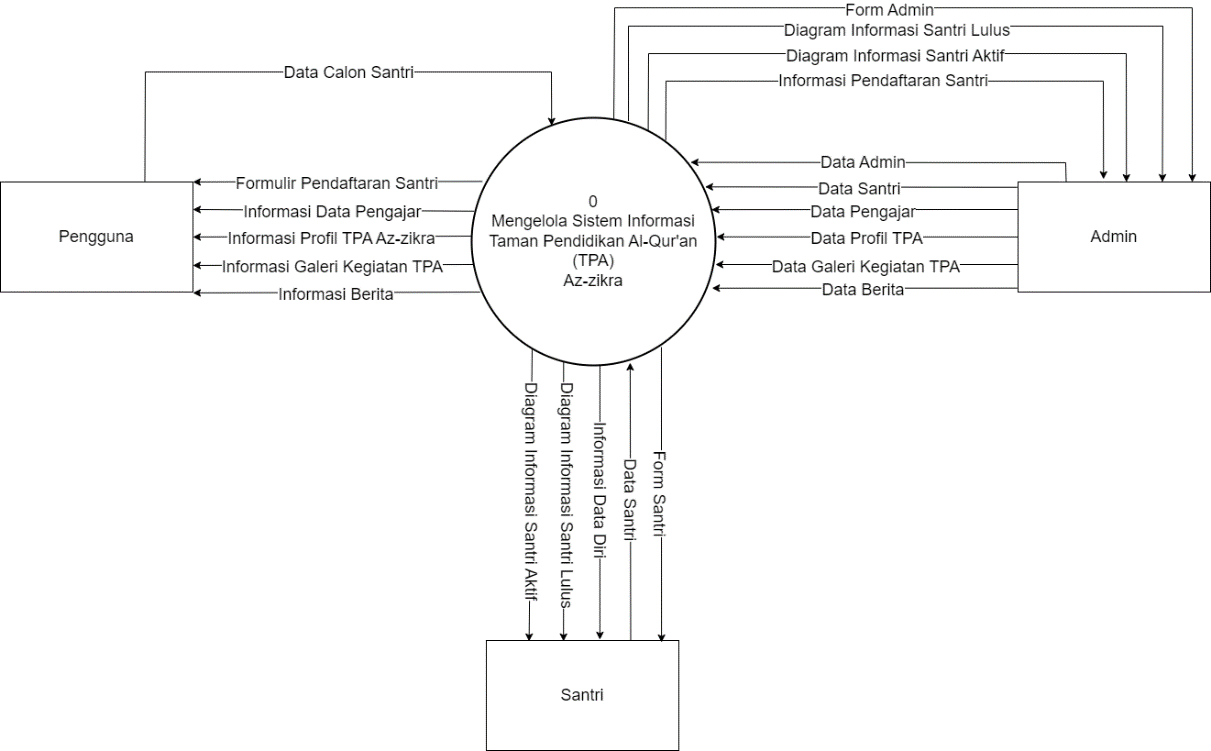 Form Admin
Diagram Informasi Santri Lulus
Diagram Informasi Santri Aktif
Informasi Pendaftaran Santri
Data Calon Santri
Data Admin
Data Santri
Data Pengajar
Data Profil TPA
Data Galeri Kegiatan TPA
Data Berita
Formulir Pendaftaran Santri
Informasi Data Pengajar
Informasi Profil TPA Az-zikra
Informasi Galeri Kegiatan TPA
Informasi Berita
Pengguna
0
Mengelola Sistem Informasi
Taman Pendidikan Al-Qur'an
(TPA)
Az-zikra
Admin
Diagram Informasi Santri Aktif
Diagram Informasi Santri Lulus
Informasi Data Diri
Data Santri
Form Santri
Santri